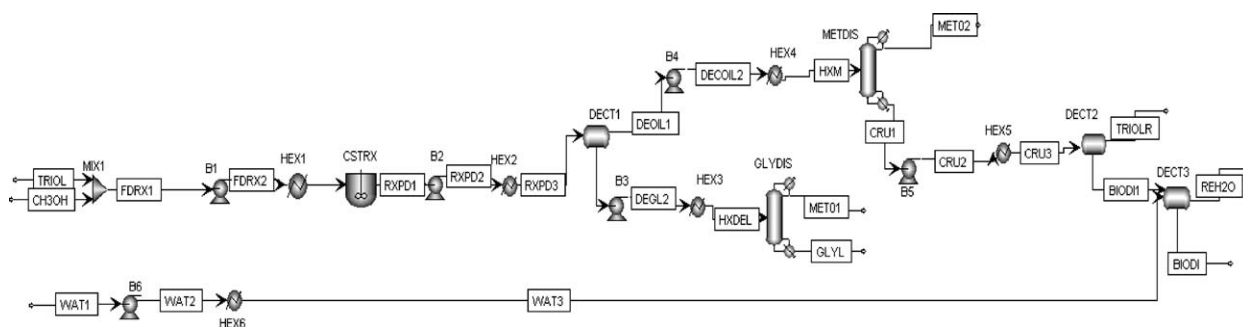 METDIS
MET02
B4
HEX4
DECOIL2
HXM
DECT1
DEOIL1
CRU1
HEX5
DECT2
TRIOLR
CSTRX
B2
HEX2
MIX1
B1
HEX1
GLYDIS
CRU2
CRU3
TRIOL
FDRX1
FDRX2
RXPD1
RXPD2
RXPD3
B5
DECT3
CH3OH
B3
HEX3
BIODI1
REH2O
DEGL2
MET01
HXDEL
GLYL
BIODI
B6
WAT1
WAT2
WAT3
HEX6